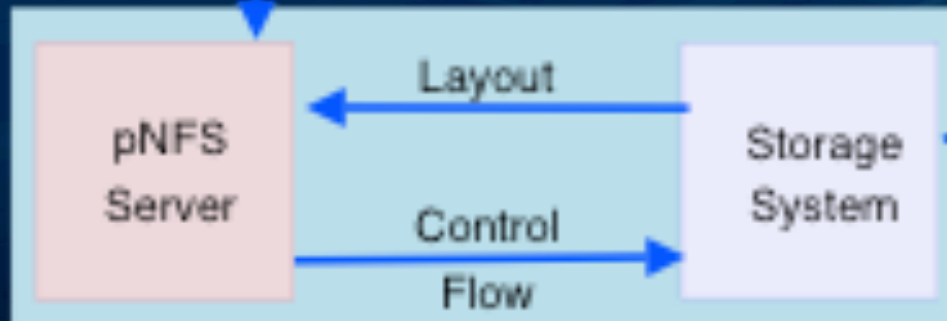 pNFS
Server
Layout
Control
Flow
Storage
System